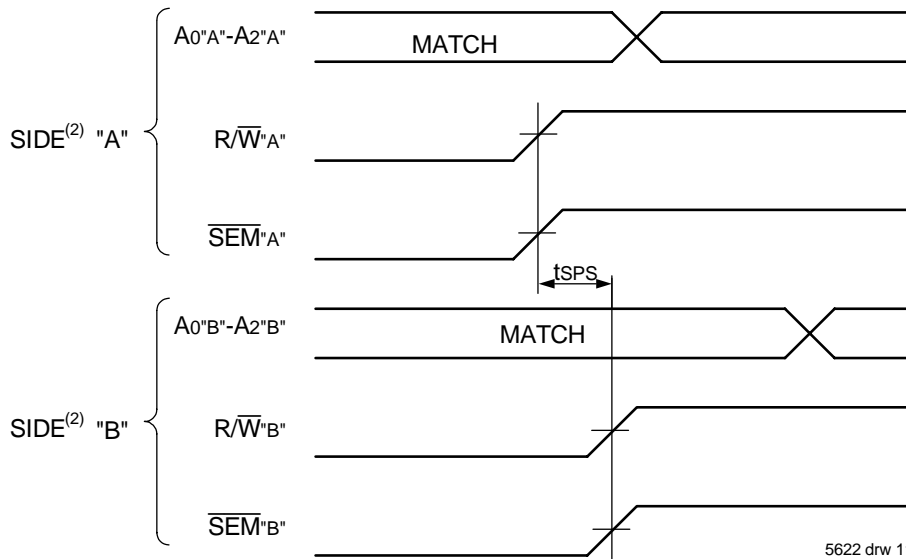 A0"A"-A2"A"
MATCH
SIDE(2) "A"
R/W"A"
SEM"A"
tSPS
A0"B"-A2"B"
MATCH
SIDE(2) "B"
R/W"B"
SEM"B"
5622 drw 1